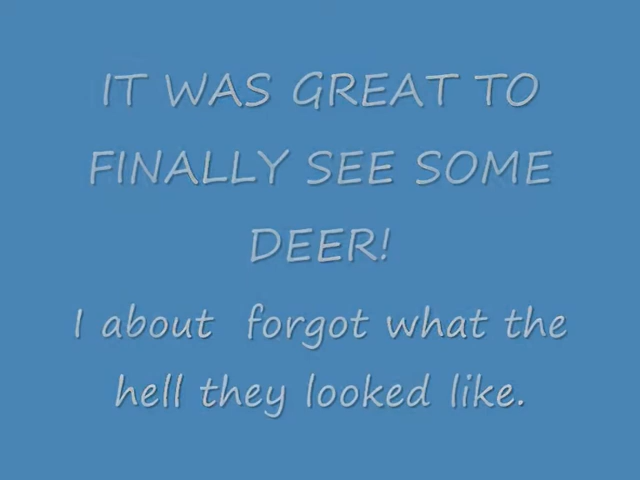 IT WAS GREAT TO
FINALLY SEE SOME
DEER!
I about forgot what the
hell they looked like.